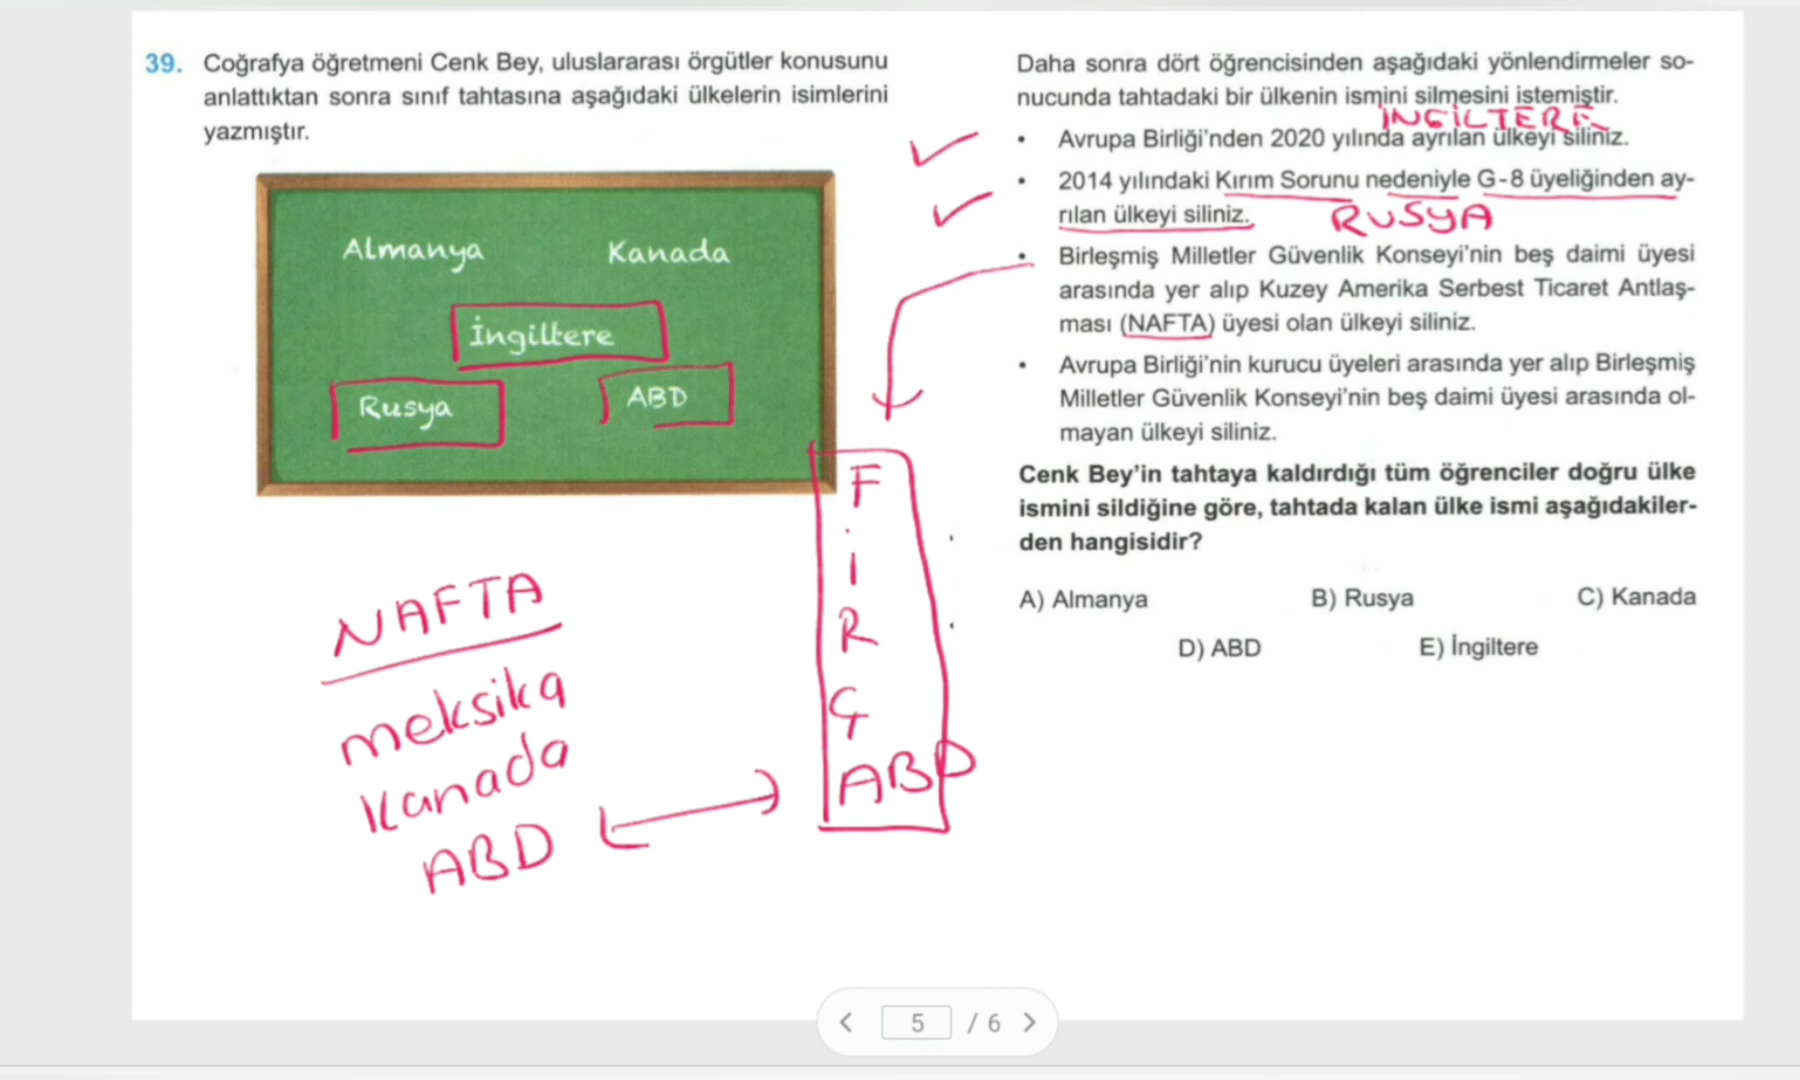 39. Coğrafya öğretmeni Cenk Bey, uluslararası örgütler konusunu
anlattıktan sonra sınıf tahtasına aşağıdaki ülkelerin isimlerini
yazmıştır.
Almanya
Kanada
İngiltere
Rusya
ABD
NAFTA
meksika
Kanada
ABD
F
İ
R
Ç
ABD
Daha sonra dört öğrencisinden aşağıdaki yönlendirmeler so-
nucunda tahtadaki bir ülkenin ismini silmesini istemiştir.
İNGİLTERE
• Avrupa Birliği'nden 2020 yılında ayrılan ülkeyi siliniz.
• 2014 yılındaki Kırım Sorunu nedeniyle G-8 üyeliğinden ay-
rılan ülkeyi siliniz.
RUSYA
• Birleşmiş Milletler Güvenlik Konseyi'nin beş daimi üyesi
arasında yer alıp Kuzey Amerika Serbest Ticaret Antlaş-
ması (NAFTA) üyesi olan ülkeyi siliniz.
• Avrupa Birliği'nin kurucu üyeleri arasında yer alıp Birleşmiş
Milletler Güvenlik Konseyi'nin beş daimi üyesi arasında ol-
mayan ülkeyi siliniz.
Cenk Bey'in tahtaya kaldırdığı tüm öğrenciler doğru ülke
ismini sildiğine göre, tahtada kalan ülke ismi aşağıdakiler-
den hangisidir?
A) Almanya B) Rusya C) Kanada
D) ABD E) İngiltere
5 / 6